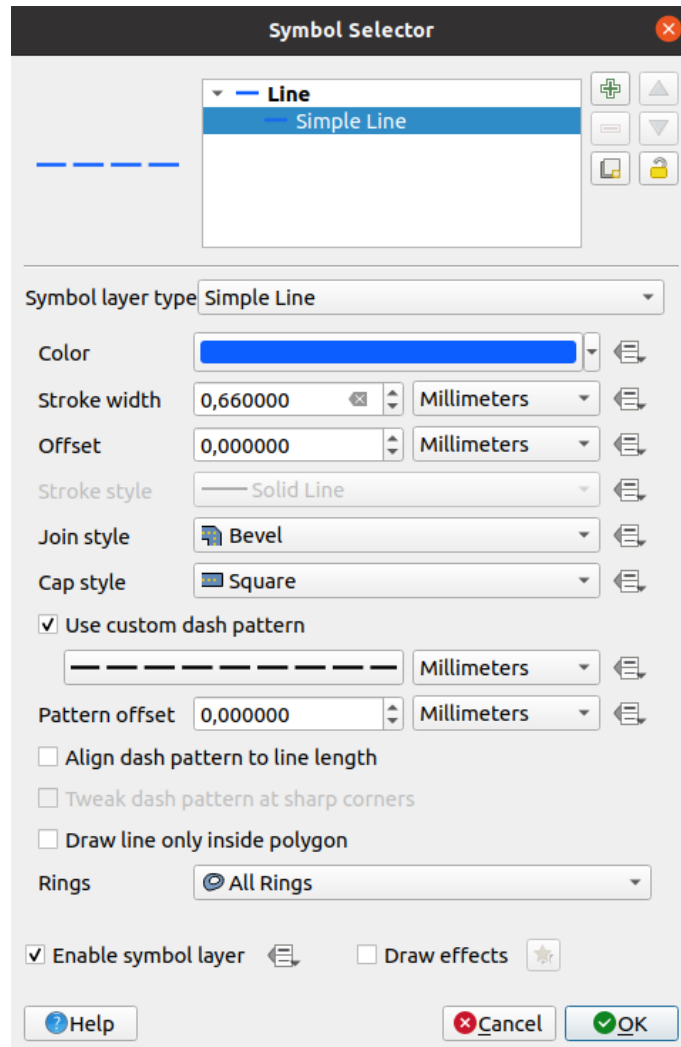 Symbol Selector
Line
Simple Line
Symbol layer type Simple Line
Color
Stroke width 0,660000 Millimeters
Offset 0,000000 Millimeters
Stroke style Solid Line
Join style Bevel
Cap style Square
Use custom dash pattern
Millimeters
Pattern offset 0,000000 Millimeters
Align dash pattern to line length
Tweak dash pattern at sharp corners
Draw line only inside polygon
Rings All Rings
Enable symbol layer Draw effects
Help Cancel OK